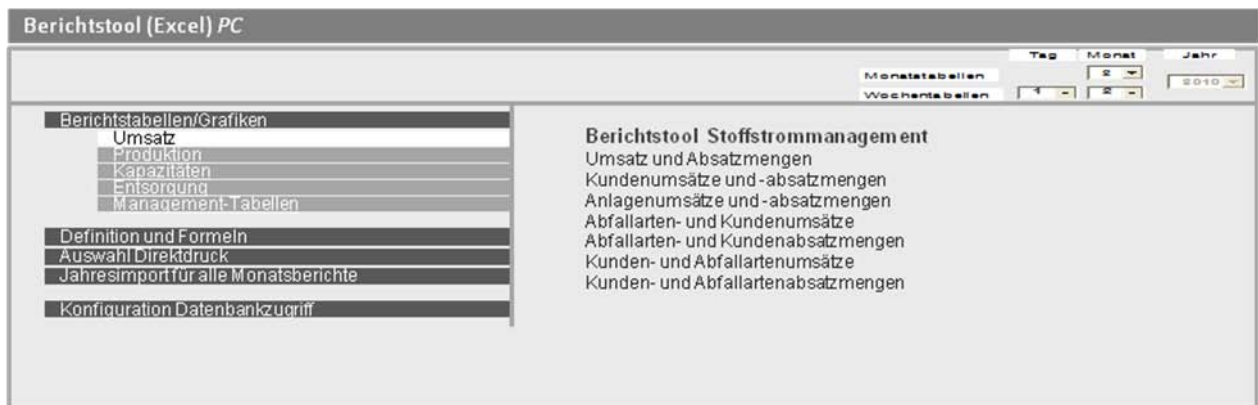 Berichtstool (Excel) PC
Tag Monat Jahr
Monatstabellen 2 2010
Wochentabellen 1 2
Berichtstabellen/Grafiken
Umsatz
Produktion
Kapazitäten
Entsorgung
Management-Tabellen
Definition und Formeln
Auswahl Direktdruck
Jahresimport für alle Monatsberichte
Konfiguration Datenbankzugriff
Berichtstool Stoffstrommanagement
Umsatz und Absatzmengen
Kundenumsätze und -absatzmengen
Anlagenumsätze und -absatzmengen
Abfallarten- und Kundenumsätze
Abfallarten- und Kundenabsatzmengen
Kunden- und Abfallartenumsätze
Kunden- und Abfallartenabsatzmengen